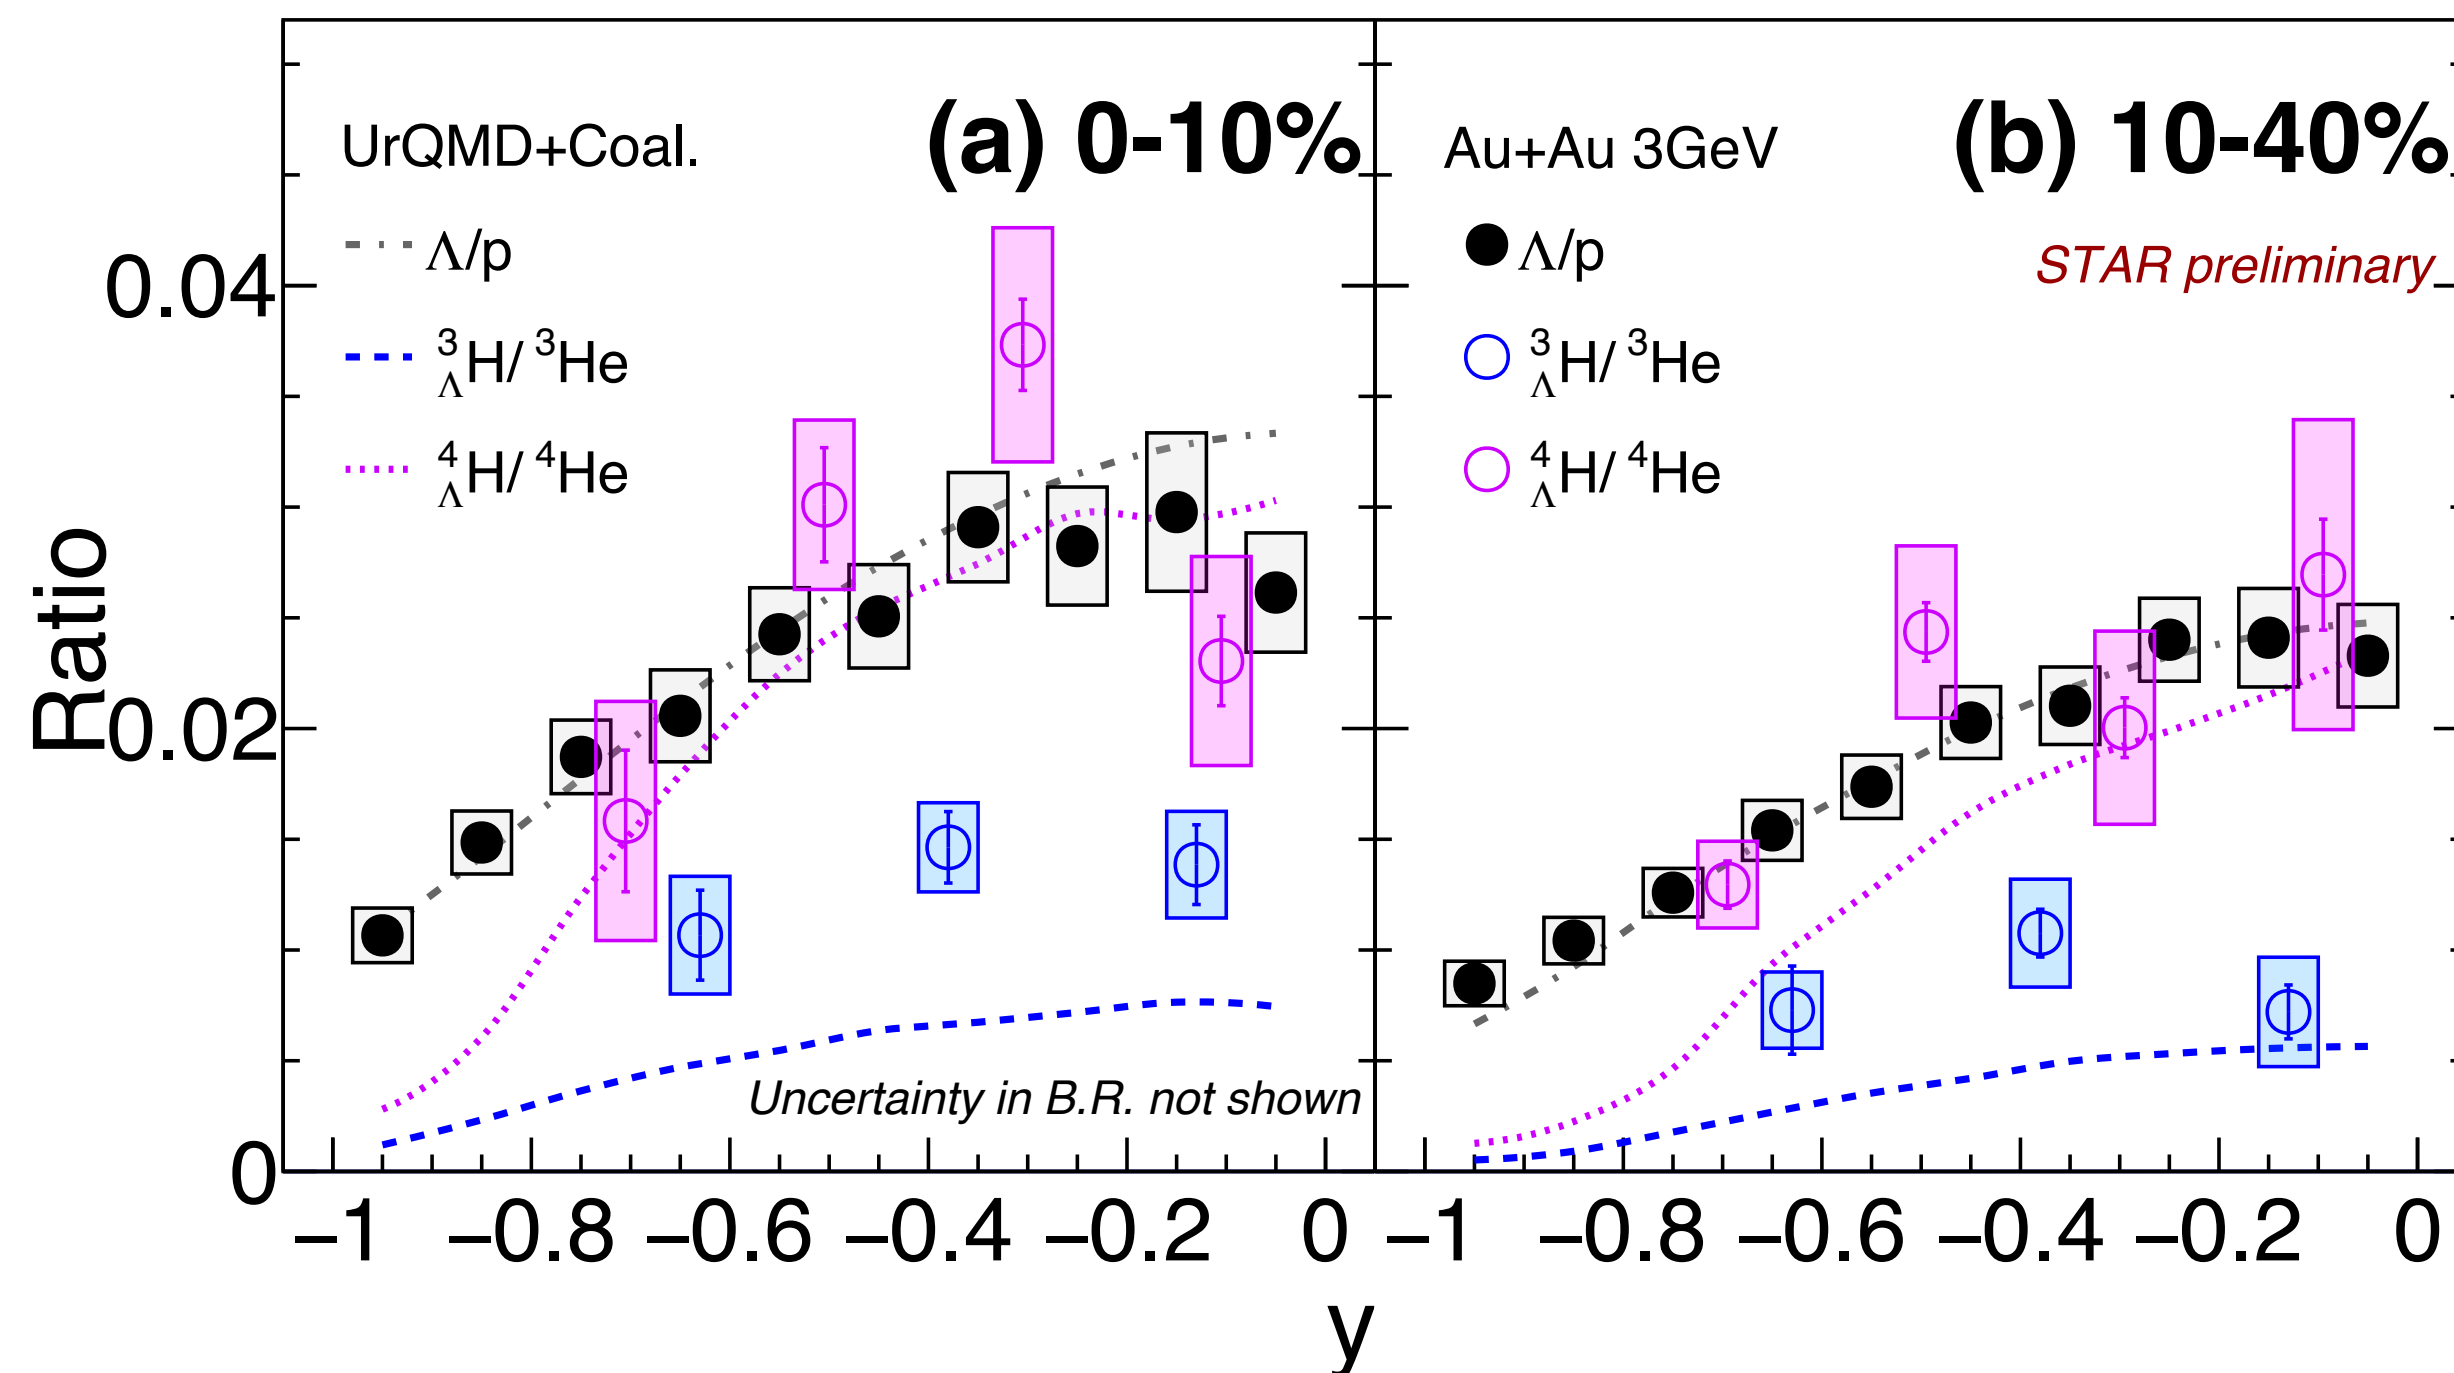 UrQMD+Coal.
(a) 0-10%
Λ/p
³ΛH/ ³He
⁴ΛH/ ⁴He
Au+Au 3GeV
(b) 10-40%
STAR preliminary
Λ/p
³ΛH/ ³He
⁴ΛH/ ⁴He
Uncertainty in B.R. not shown
Ratio
0.04
0.02
0
−1 −0.8 −0.6 −0.4 −0.2 0
−1 −0.8 −0.6 −0.4 −0.2 0
y